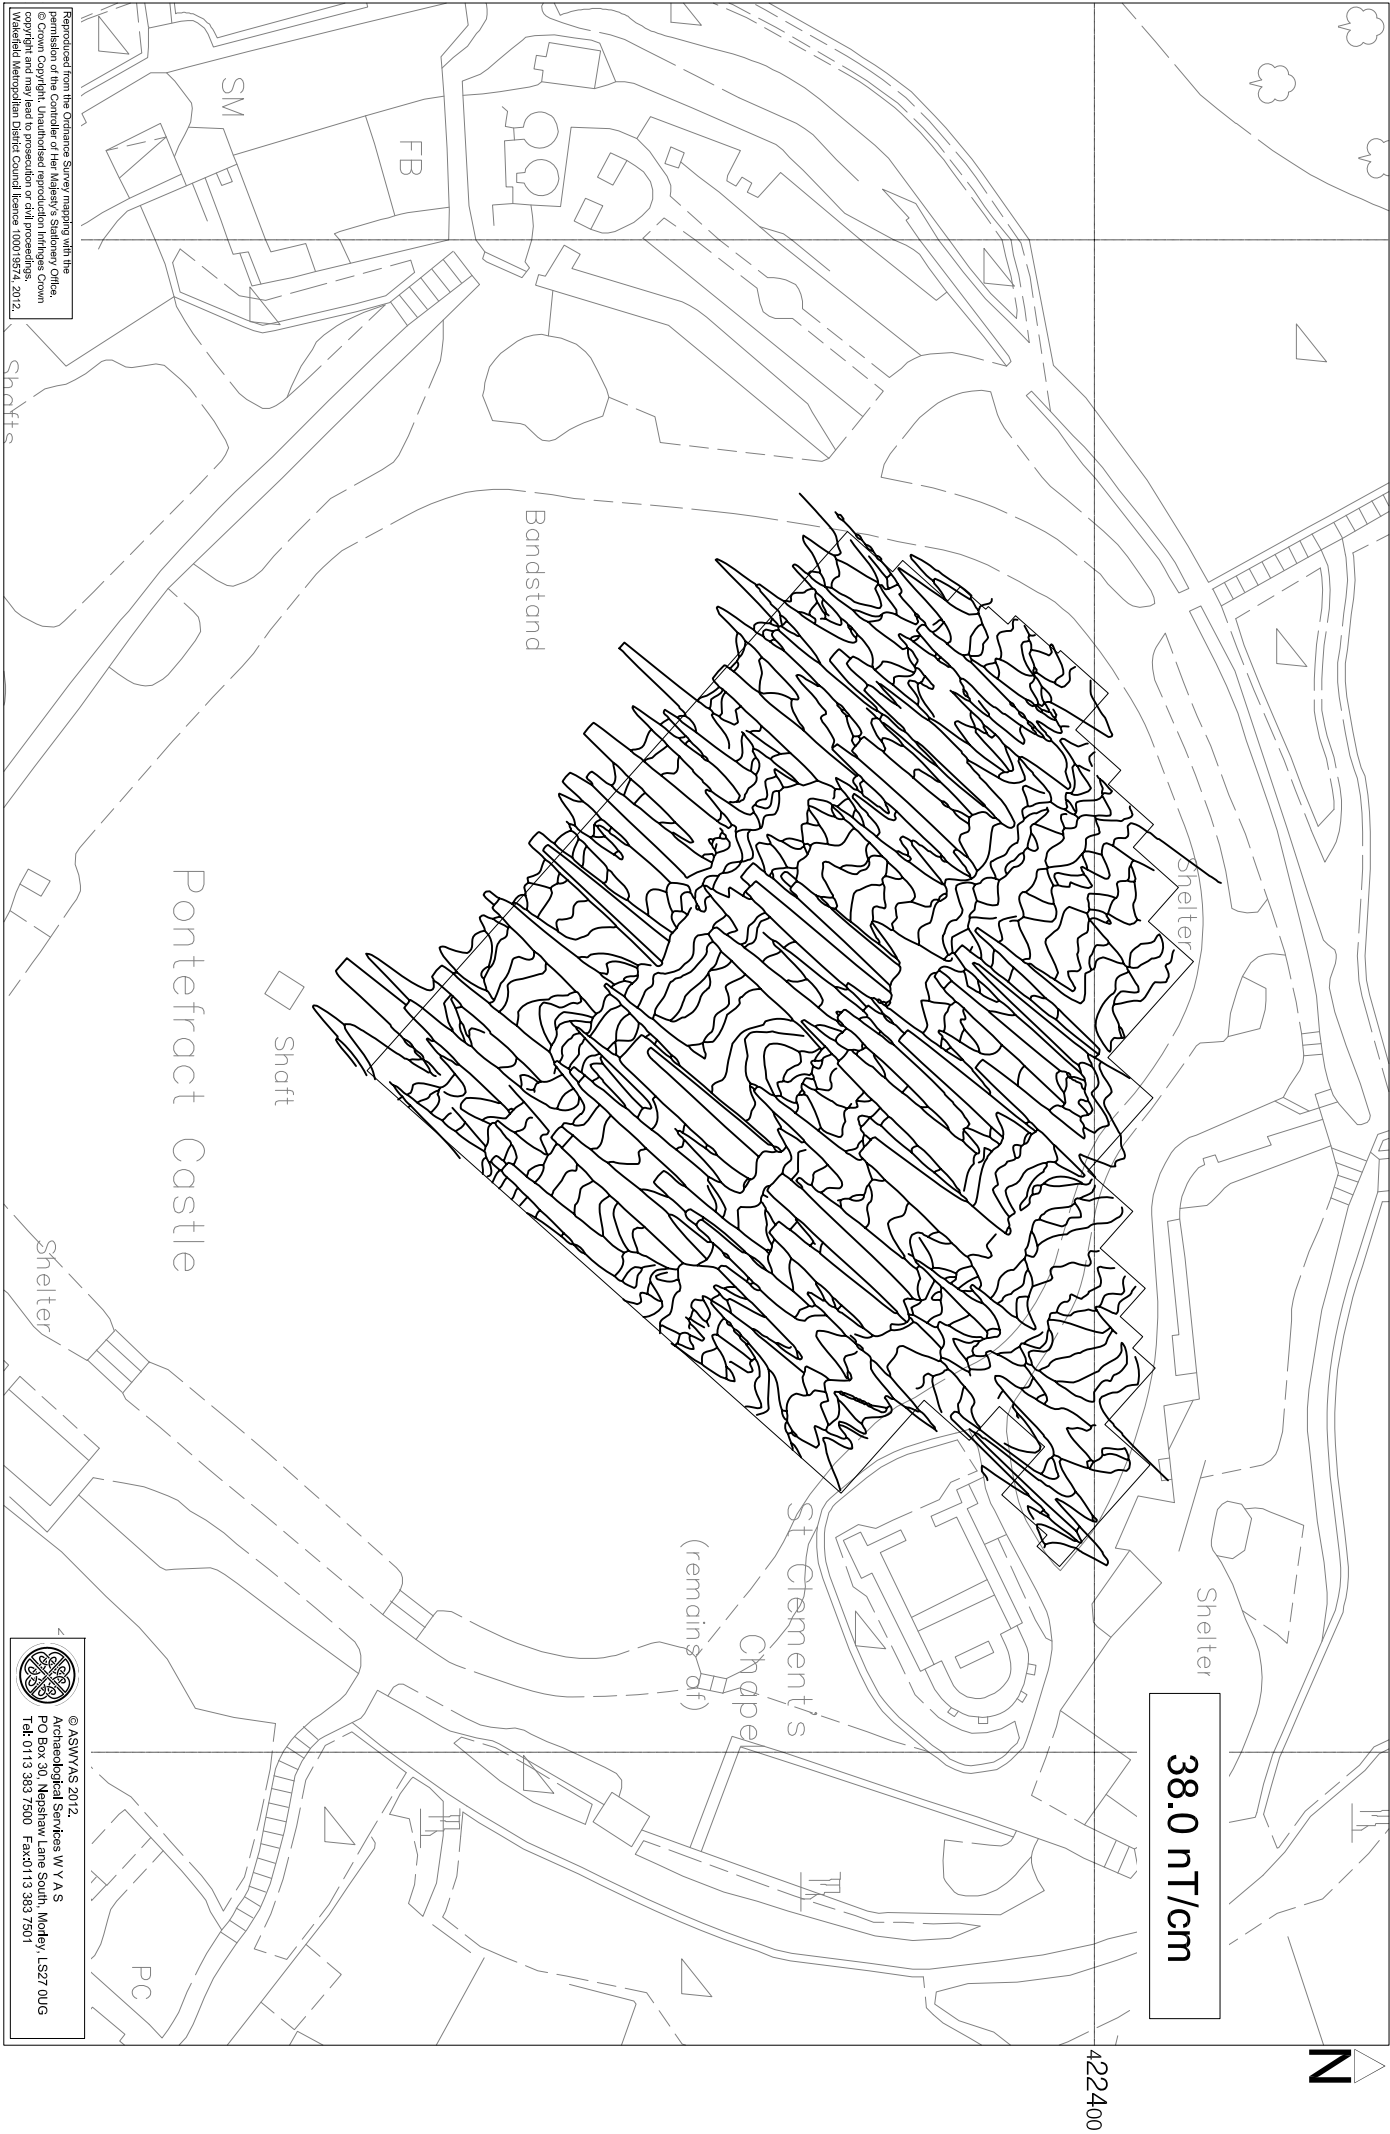 Reproduced from the Ordnance Survey mapping with the
permission of the Controller of Her Majesty's Stationery Office.
© Crown Copyright. Unauthorised reproduction infringes Crown
copyright and may lead to prosecution or civil proceedings.
Wakefield Metropolitan District Council licence 100019574, 2012.
SM
FB
Shafts
Bandstand
Shelter
Pontefract Castle
Shaft
Shelter
St Clement's
Chapel
(remains of)
Shelter
38.0 nT/cm
N
422400
PC
© ASWYAS 2012.
Archaeological Services W Y A S
PO Box 30, Nepshaw Lane South, Morley, LS27 0UG
Tel: 0113 383 7500 Fax:0113 383 7501